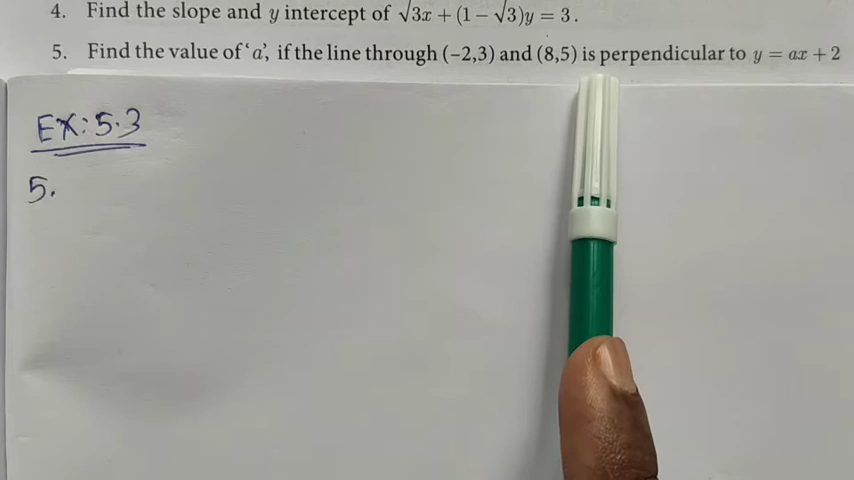 4. Find the slope and y intercept of √3x + (1 − √3)y = 3.
5. Find the value of ‘a’, if the line through (−2,3) and (8,5) is perpendicular to y = ax + 2
EX: 5.3
5.